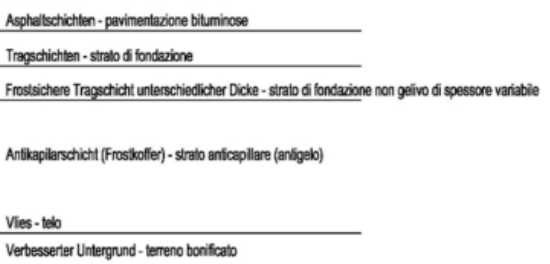 Asphaltschichten - pavimentazione bituminose
Tragschichten - strato di fondazione
Frostsichere Tragschicht unterschiedlicher Dicke - strato di fondazione non gelivo di spessore variabile
Antikapilarschicht (Frostkoffer) - strato anticapillare (antigelo)
Vlies - telo
Verbesserter Untergrund - terreno bonificato